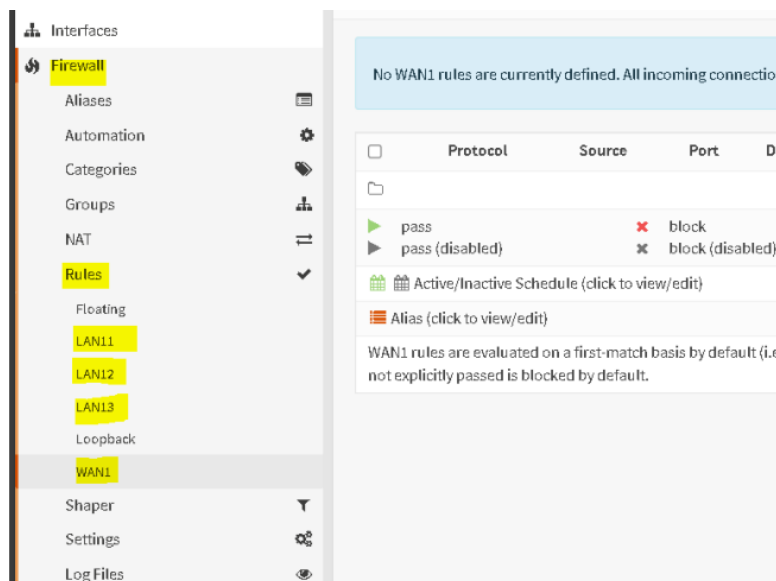 Interfaces
Firewall
Aliases
Automation
Categories
Groups
NAT
Rules
Floating
LAN11
LAN12
LAN13
Loopback
WAN1
Shaper
Settings
Log Files
No WAN1 rules are currently defined. All incoming connectio
Protocol Source Port D
pass block
pass (disabled) block (disabled)
Active/Inactive Schedule (click to view/edit)
Alias (click to view/edit)
WAN1 rules are evaluated on a first-match basis by default (i.e
not explicitly passed is blocked by default.